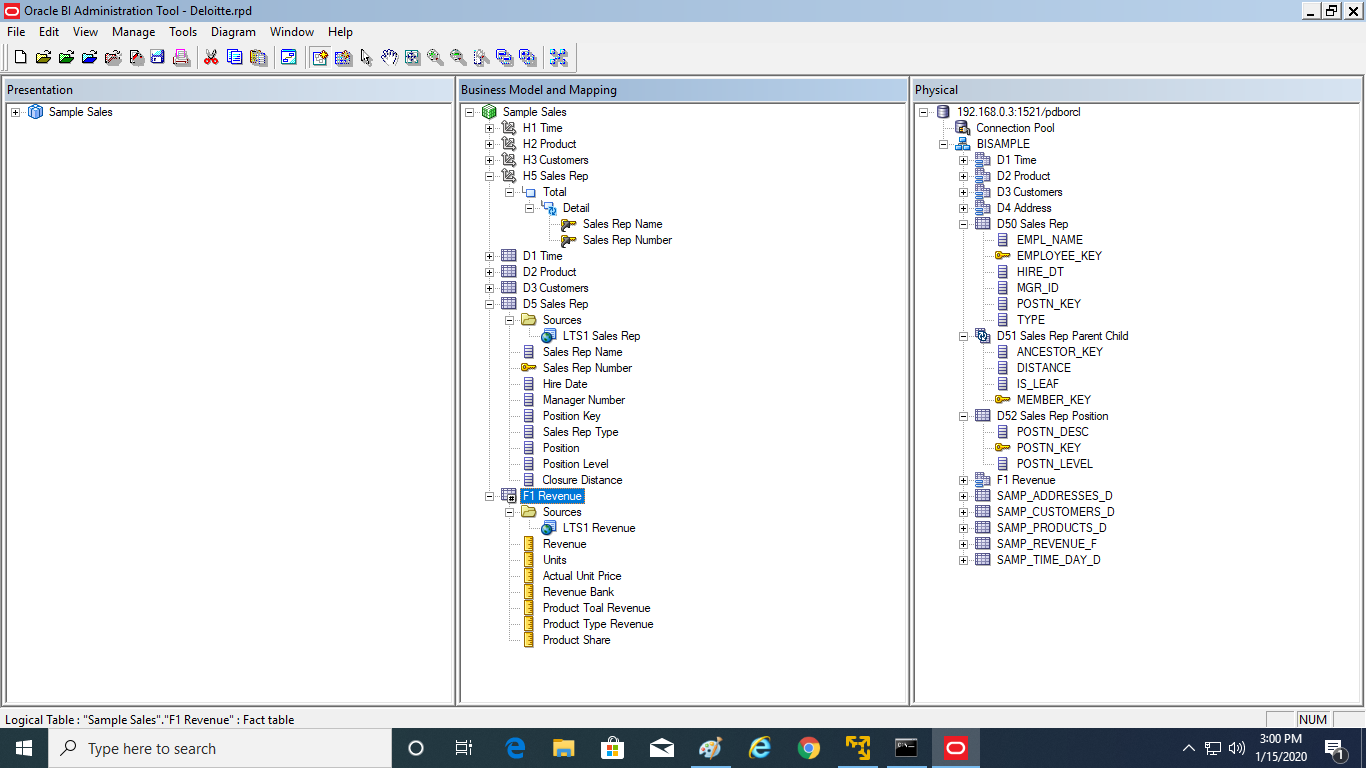 Oracle BI Administration Tool - Deloitte.rpd
File Edit View Manage Tools Diagram Window Help
Presentation
Sample Sales
Business Model and Mapping
Sample Sales
H1 Time
H2 Product
H3 Customers
H5 Sales Rep
Total
Detail
Sales Rep Name
Sales Rep Number
D1 Time
D2 Product
D3 Customers
D5 Sales Rep
Sources
LTS1 Sales Rep
Sales Rep Name
Sales Rep Number
Hire Date
Manager Number
Position Key
Sales Rep Type
Position
Position Level
Closure Distance
F1 Revenue
Sources
LTS1 Revenue
Revenue
Units
Actual Unit Price
Revenue Bank
Product Toal Revenue
Product Type Revenue
Product Share
Physical
192.168.0.3:1521/pdborcl
Connection Pool
BISAMPLE
D1 Time
D2 Product
D3 Customers
D4 Address
D50 Sales Rep
EMPL_NAME
EMPLOYEE_KEY
HIRE_DT
MGR_ID
POSTN_KEY
TYPE
D51 Sales Rep Parent Child
ANCESTOR_KEY
DISTANCE
IS_LEAF
MEMBER_KEY
D52 Sales Rep Position
POSTN_DESC
POSTN_KEY
POSTN_LEVEL
F1 Revenue
SAMP_ADDRESSES_D
SAMP_CUSTOMERS_D
SAMP_PRODUCTS_D
SAMP_REVENUE_F
SAMP_TIME_DAY_D
Logical Table : "Sample Sales"."F1 Revenue" : Fact table
NUM
Type here to search
3:00 PM
1/15/2020
1